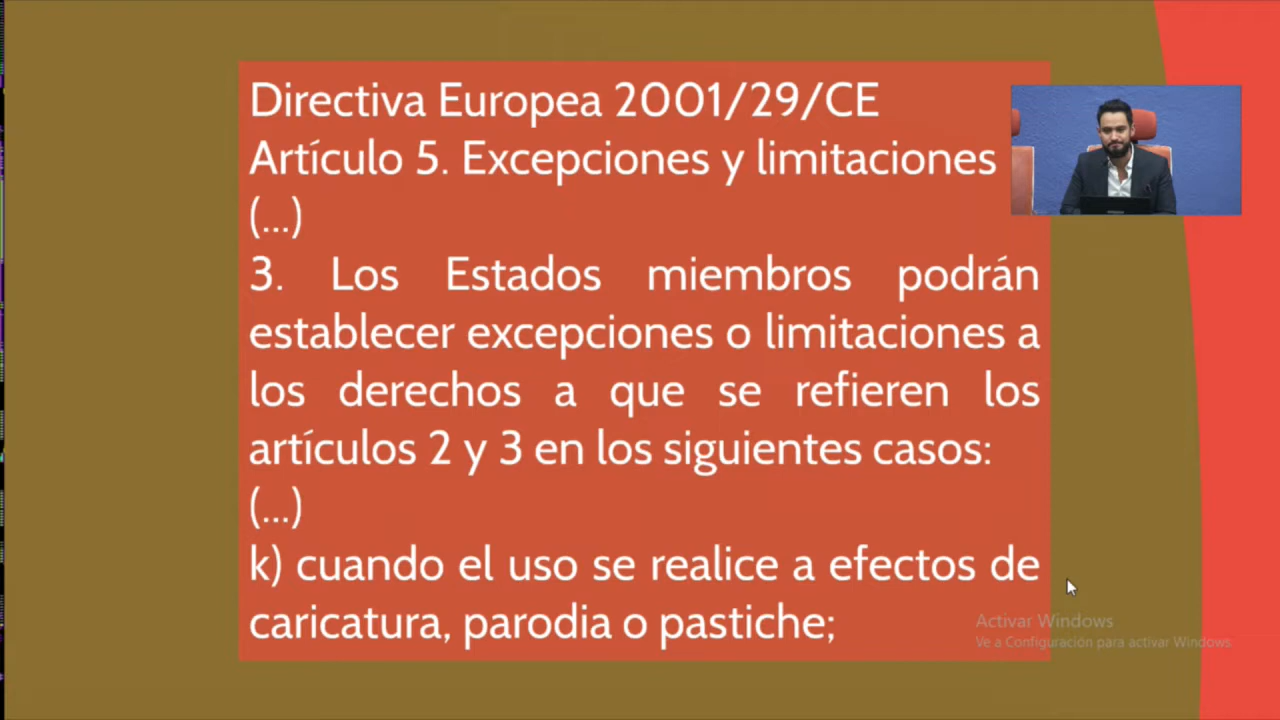 Directiva Europea 2001/29/CE
Artículo 5. Excepciones y limitaciones
(...)
3. Los Estados miembros podrán
establecer excepciones o limitaciones a
los derechos a que se refieren los
artículos 2 y 3 en los siguientes casos:
(...)
k) cuando el uso se realice a efectos de
caricatura, parodia o pastiche;
Activar Windows
Ve a Configuración para activar Windows.